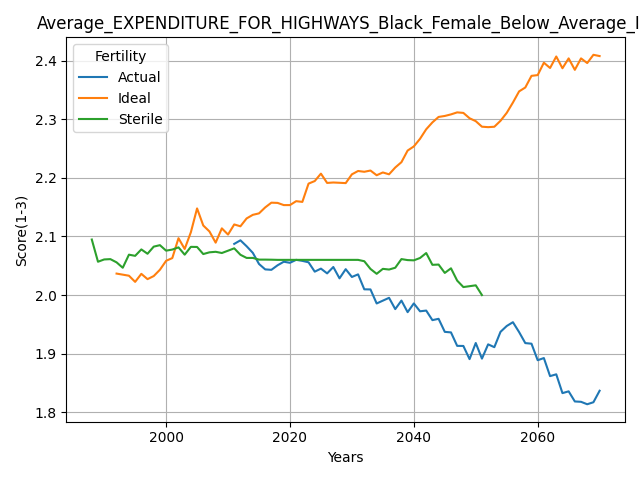 Average_EXPENDITURE_FOR_HIGHWAYS_Black_Female_Below_Average_I
Fertility
Actual
Ideal
Sterile
Score(1-3)
2.4
2.3
2.2
2.1
2.0
1.9
1.8
2000 2020 2040 2060
Years